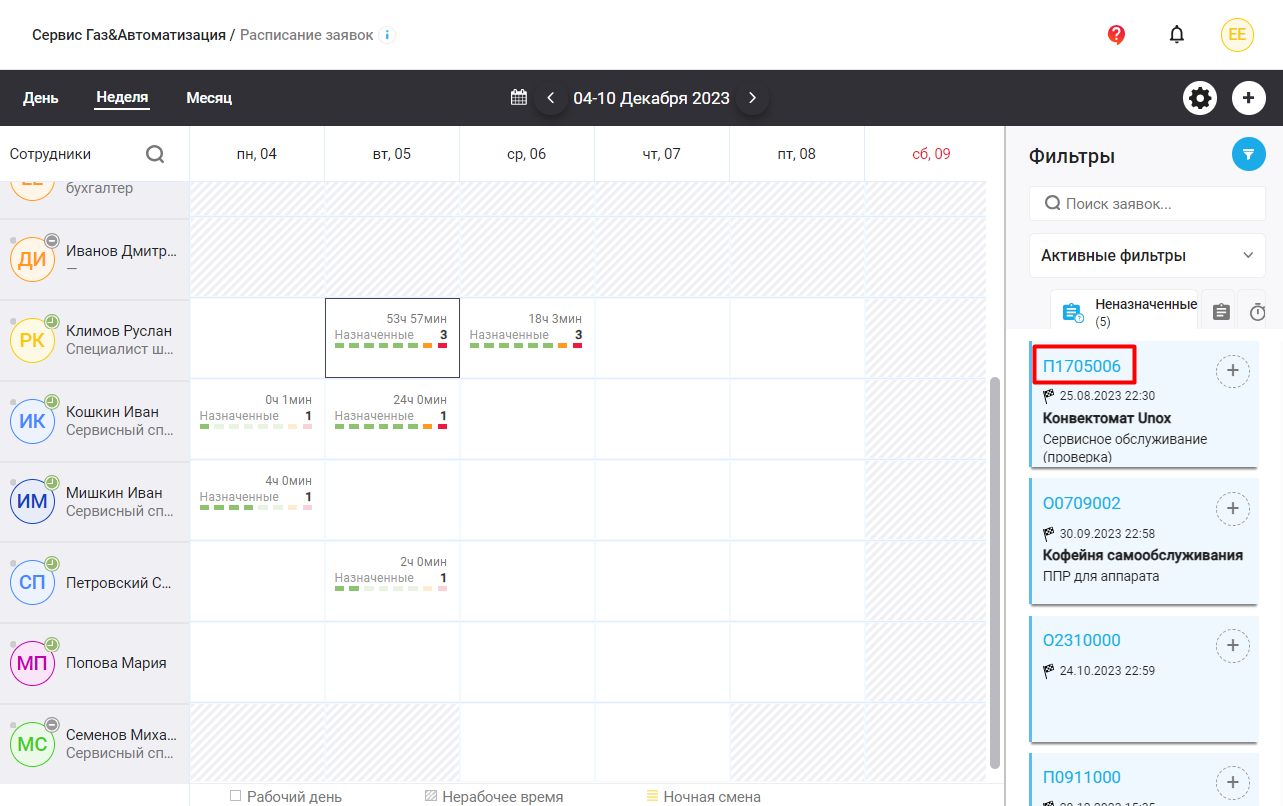 Сервис Газ&Автоматизация / Расписание заявок i
? EE
День Неделя Месяц 04-10 Декабря 2023
Сотрудники пн, 04 вт, 05 ср, 06 чт, 07 пт, 08 сб, 09
бухгалтер
ДИ Иванов Дмитр...
—
РК Климов Руслан
Специалист ш...
53ч 57мин
Назначенные 3
18ч 3мин
Назначенные 3
ИК Кошкин Иван
Сервисный сп...
0ч 1мин
Назначенные 1
24ч 0мин
Назначенные 1
ИМ Мишкин Иван
Сервисный сп...
4ч 0мин
Назначенные 1
СП Петровский С...
2ч 0мин
Назначенные 1
МП Попова Мария
МС Семенов Миха...
Сервисный сп...
Рабочий день Нерабочее время Ночная смена
Фильтры
Поиск заявок...
Активные фильтры
Неназначенные
(5)
П1705006
25.08.2023 22:30
Конвектомат Unox
Сервисное обслуживание
(проверка)
О0709002
30.09.2023 22:58
Кофейня самообслуживания
ППР для аппарата
О2310000
24.10.2023 22:59
П0911000